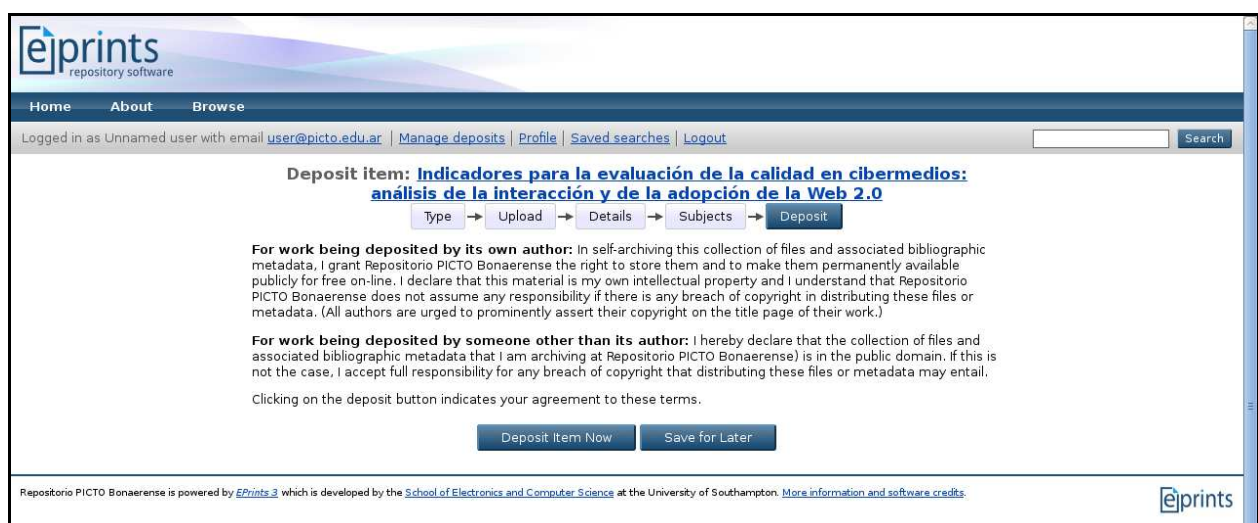 eprints
repository software
Home About Browse
Logged in as Unnamed user with email user@picto.edu.ar | Manage deposits | Profile | Saved searches | Logout Search
Deposit item: Indicadores para la evaluación de la calidad en cibermedios:
análisis de la interacción y de la adopción de la Web 2.0
Type → Upload → Details → Subjects → Deposit
For work being deposited by its own author: In self-archiving this collection of files and associated bibliographic
metadata, I grant Repositorio PICTO Bonaerense the right to store them and to make them permanently available
publicly for free on-line. I declare that this material is my own intellectual property and I understand that Repositorio
PICTO Bonaerense does not assume any responsibility if there is any breach of copyright in distributing these files or
metadata. (All authors are urged to prominently assert their copyright on the title page of their work.)
For work being deposited by someone other than its author: I hereby declare that the collection of files and
associated bibliographic metadata that I am archiving at Repositorio PICTO Bonaerense) is in the public domain. If this is
not the case, I accept full responsibility for any breach of copyright that distributing these files or metadata may entail.
Clicking on the deposit button indicates your agreement to these terms.
Deposit Item Now Save for Later
Repositorio PICTO Bonaerense is powered by EPrints 3 which is developed by the School of Electronics and Computer Science at the University of Southampton. More information and software credits.
eprints